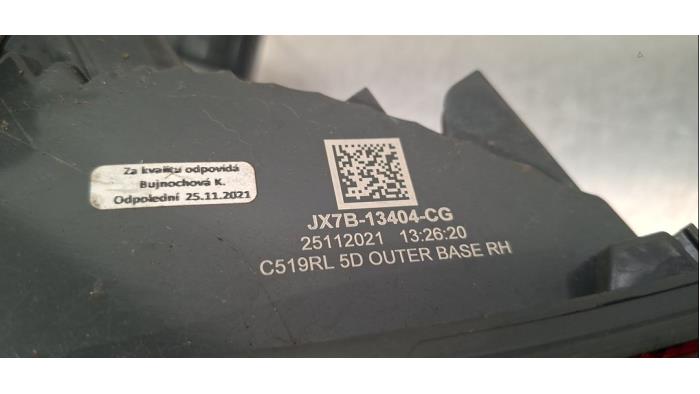 Za kvalitu odpovídá
Bujnochová K.
Odpolední 25.11.2021
JX7B-13404-CG
25112021 13:26:20
C519RL 5D OUTER BASE RH